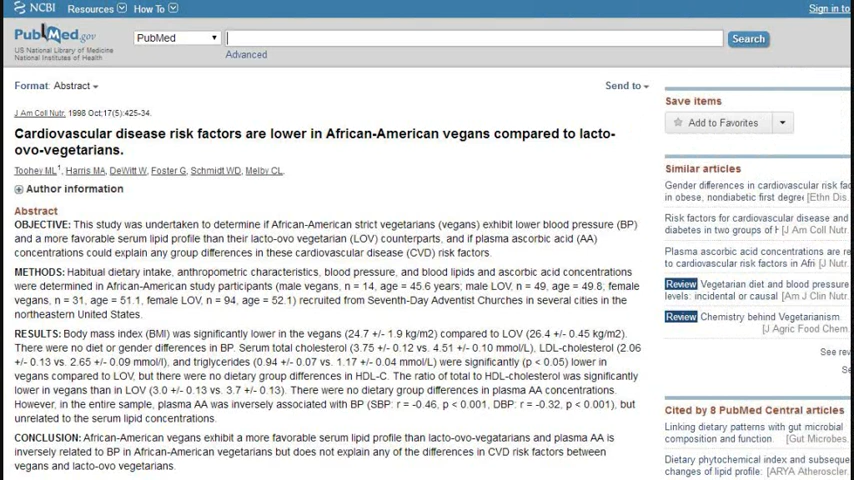 NCBI Resources How To Sign in to
PubMed.gov
US National Library of Medicine
National Institutes of Health
PubMed
Search
Advanced
Format: Abstract
Send to
J Am Coll Nutr. 1998 Oct;17(5):425-34.
Cardiovascular disease risk factors are lower in African-American vegans compared to lacto-
ovo-vegetarians.
Toohey ML1, Harris MA, DeWitt W, Foster G, Schmidt WD, Melby CL.
Author information
Abstract
OBJECTIVE: This study was undertaken to determine if African-American strict vegetarians (vegans) exhibit lower blood pressure (BP)
and a more favorable serum lipid profile than their lacto-ovo vegetarian (LOV) counterparts, and if plasma ascorbic acid (AA)
concentrations could explain any group differences in these cardiovascular disease (CVD) risk factors.
METHODS: Habitual dietary intake, anthropometric characteristics, blood pressure, and blood lipids and ascorbic acid concentrations
were determined in African-American study participants (male vegans, n = 14, age = 45.6 years; male LOV, n = 49, age = 49.8; female
vegans, n = 31, age = 51.1, female LOV, n = 94, age = 52.1) recruited from Seventh-Day Adventist Churches in several cities in the
northeastern United States.
RESULTS: Body mass index (BMI) was significantly lower in the vegans (24.7 +/- 1.9 kg/m2) compared to LOV (26.4 +/- 0.45 kg/m2).
There were no diet or gender differences in BP. Serum total cholesterol (3.75 +/- 0.12 vs. 4.51 +/- 0.10 mmol/L), LDL-cholesterol (2.06
+/- 0.13 vs. 2.65 +/- 0.09 mmol/l), and triglycerides (0.94 +/- 0.07 vs. 1.17 +/- 0.04 mmol/L) were significantly (p < 0.05) lower in
vegans compared to LOV, but there were no dietary group differences in HDL-C. The ratio of total to HDL-cholesterol was significantly
lower in vegans than in LOV (3.0 +/- 0.13 vs. 3.7 +/- 0.13). There were no dietary group differences in plasma AA concentrations.
However, in the entire sample, plasma AA was inversely associated with BP (SBP: r = -0.46, p < 0.001, DBP: r = -0.32, p < 0.001), but
unrelated to the serum lipid concentrations.
CONCLUSION: African-American vegans exhibit a more favorable serum lipid profile than lacto-ovo-vegatarians and plasma AA is
inversely related to BP in African-American vegetarians but does not explain any of the differences in CVD risk factors between
vegans and lacto-ovo vegetarians.
Save items
Add to Favorites
Similar articles
Gender differences in cardiovascular risk fac
in obese, nondiabetic first degre [Ethn Dis.
Risk factors for cardiovascular disease and
diabetes in two groups of [J Am Coll Nutr.
Plasma ascorbic acid concentrations are re
to cardiovascular risk factors in Afri [J Nutr.
Review Vegetarian diet and blood pressure
levels: incidental or causal [Am J Clin Nutr.
Review Chemistry behind Vegetarianism.
[J Agric Food Chem.
See rev
Se
Cited by 8 PubMed Central articles
Linking dietary patterns with gut microbial
composition and function. [Gut Microbes.
Dietary phytochemical index and subseque
changes of lipid profile: [ARYA Atheroscler.